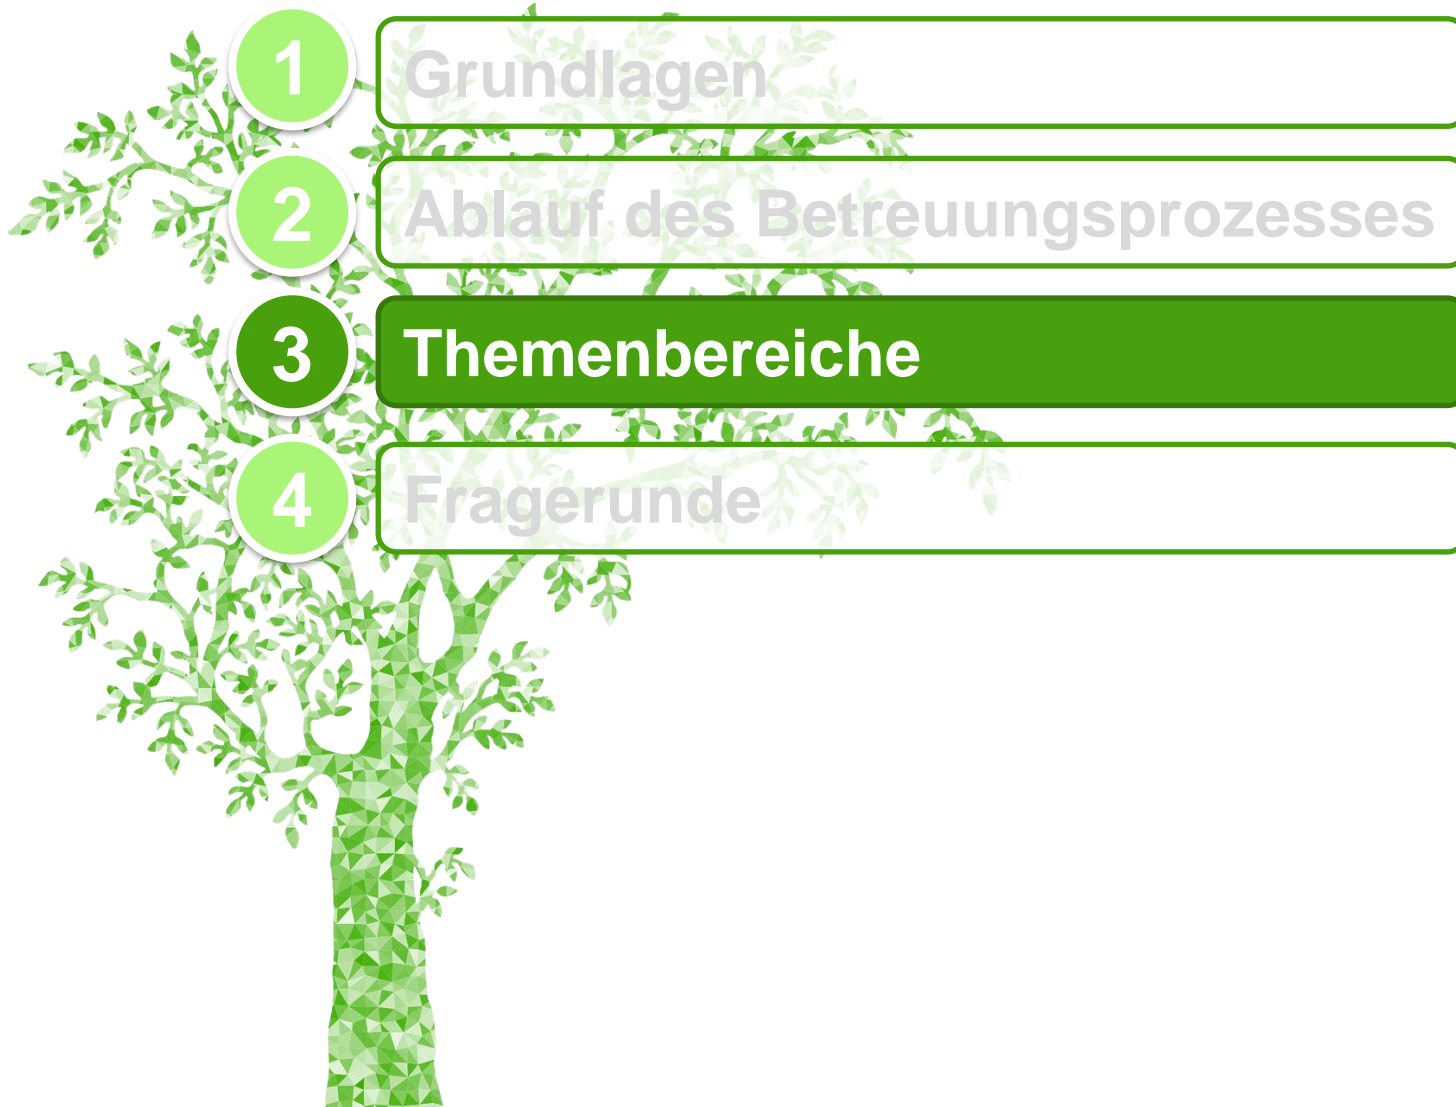 1 Grundlagen
2 Ablauf des Betreuungsprozesses
3 Themenbereiche
4 Fragerunde